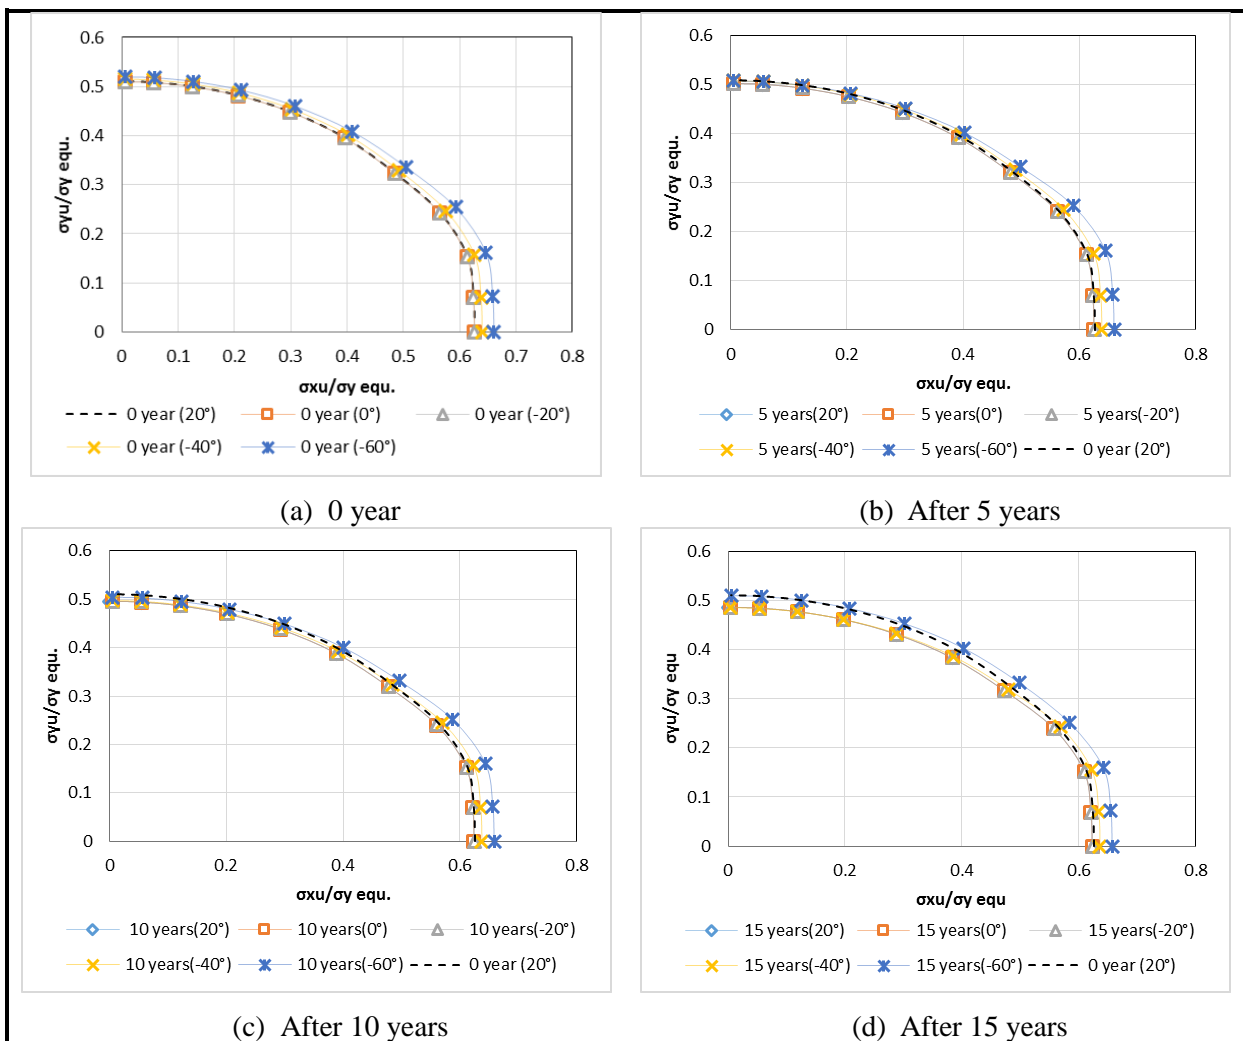 0.6
0.5
0.4
0.3
0.2
0.1
0
σyu/σy equ.
0 0.1 0.2 0.3 0.4 0.5 0.6 0.7 0.8
σxu/σy equ.
0 year (20°) 0 year (0°) 0 year (-20°)
0 year (-40°) 0 year (-60°)
(a) 0 year
0.6
0.5
0.4
0.3
0.2
0.1
0
σyu/σy equ.
0 0.2 0.4 0.6 0.8
σxu/σy equ.
5 years(20°) 5 years(0°) 5 years(-20°)
5 years(-40°) 5 years(-60°) 0 year (20°)
(b) After 5 years
0.6
0.5
0.4
0.3
0.2
0.1
0
σyu/σy equ.
0 0.2 0.4 0.6 0.8
σxu/σy equ.
10 years(20°) 10 years(0°) 10 years(-20°)
10 years(-40°) 10 years(-60°) 0 year (20°)
(c) After 10 years
0.6
0.5
0.4
0.3
0.2
0.1
0
σyu/σy equ
0 0.2 0.4 0.6 0.8
σxu/σy equ
15 years(20°) 15 years(0°) 15 years(-20°)
15 years(-40°) 15 years(-60°) 0 year (20°)
(d) After 15 years